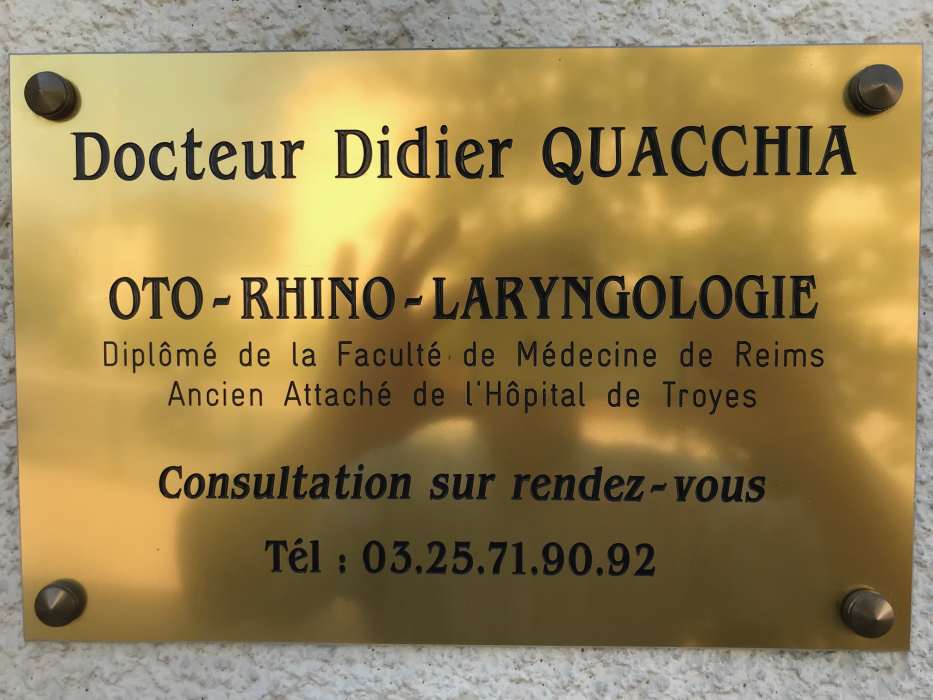 Docteur Didier QUACCHIA
OTO-RHINO-LARYNGOLOGIE
Diplômé de la Faculté de Médecine de Reims
Ancien Attaché de l'Hôpital de Troyes
Consultation sur rendez-vous
Tél : 03.25.71.90.92